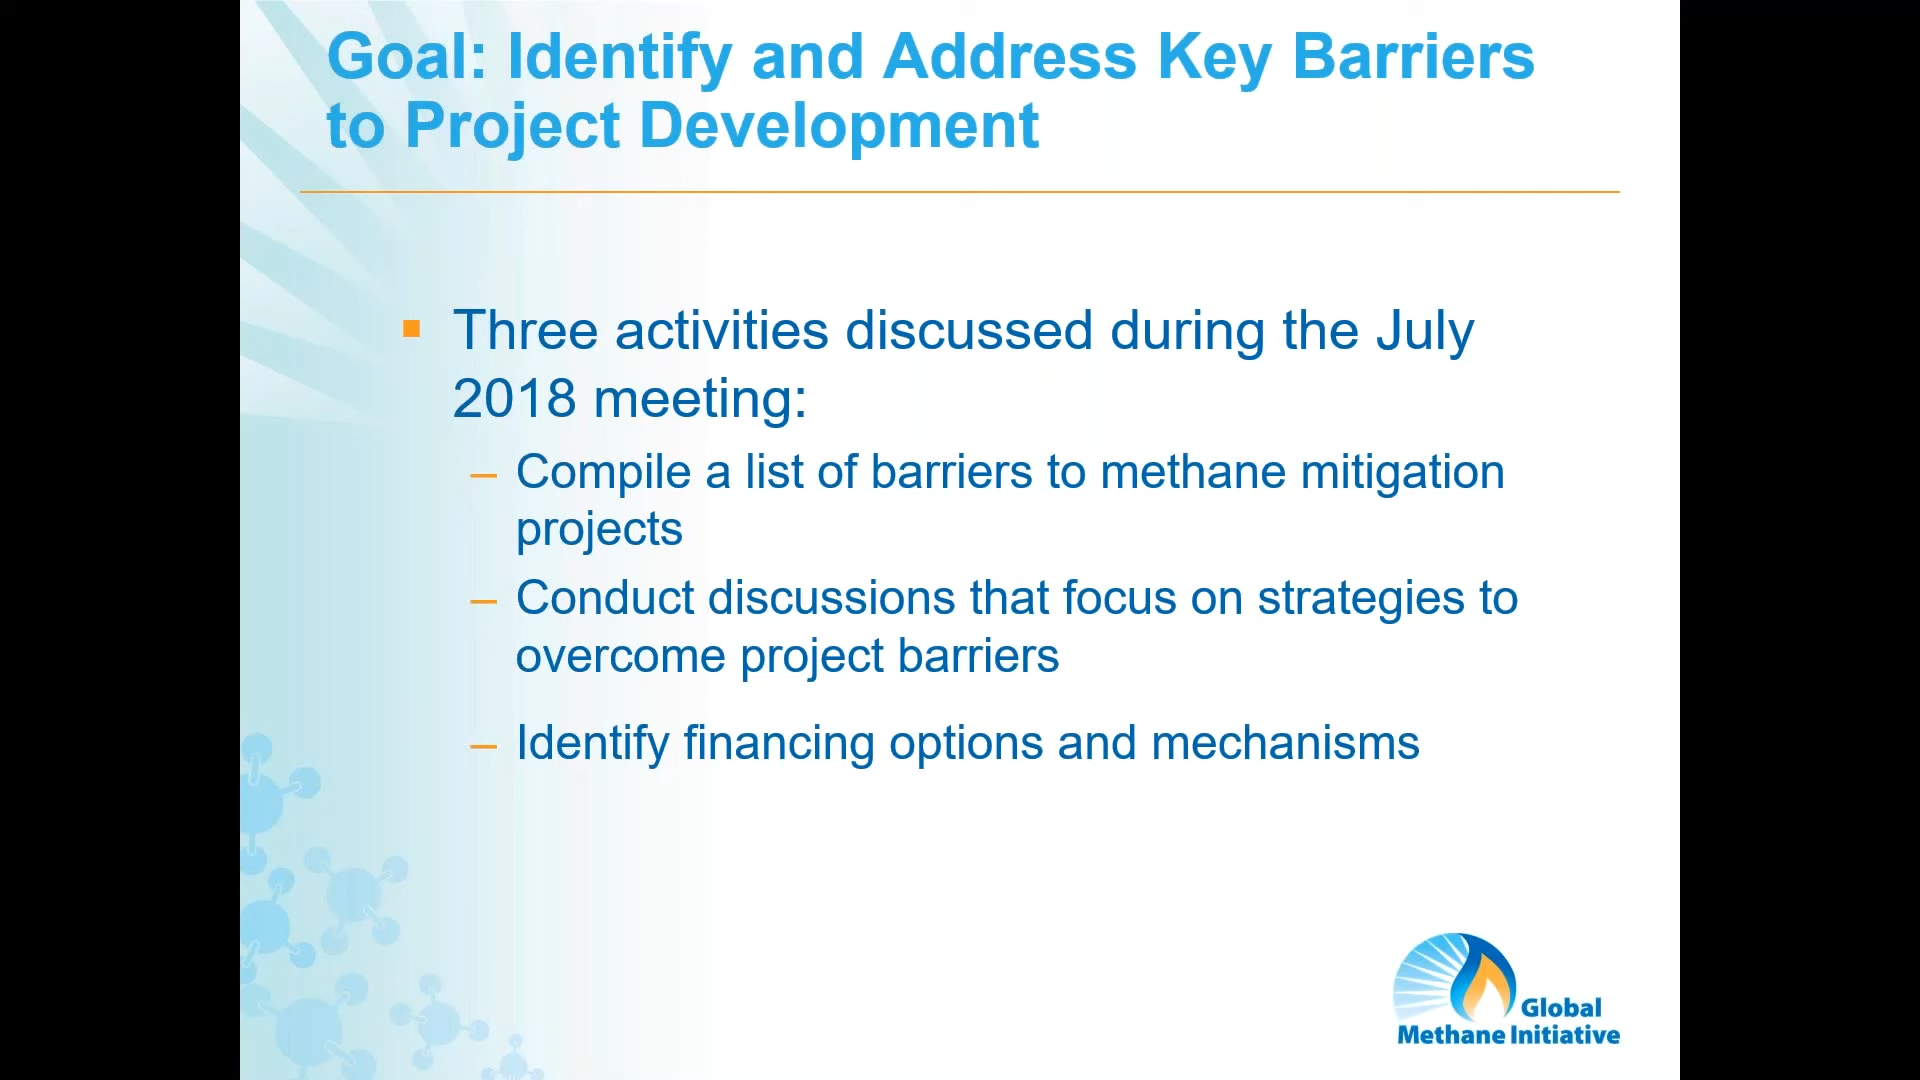 Goal: Identify and Address Key Barriers
to Project Development
Three activities discussed during the July
2018 meeting:
– Compile a list of barriers to methane mitigation
projects
– Conduct discussions that focus on strategies to
overcome project barriers
– Identify financing options and mechanisms
Global
Methane Initiative